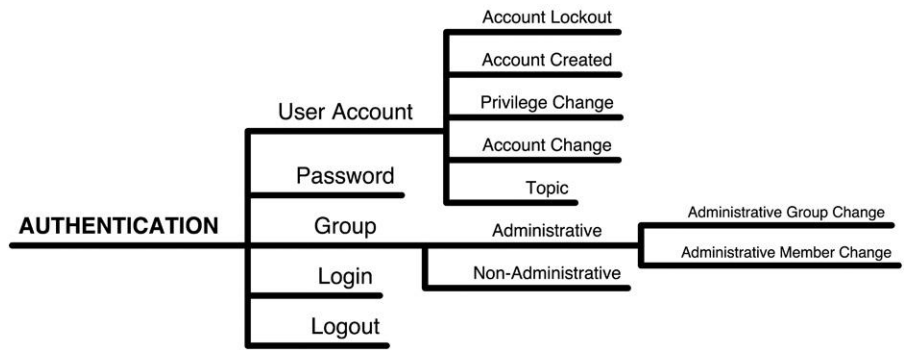 Account Lockout
Account Created
Privilege Change
User Account
Account Change
Password
Topic
AUTHENTICATION
Group
Administrative
Administrative Group Change
Administrative Member Change
Non-Administrative
Login
Logout